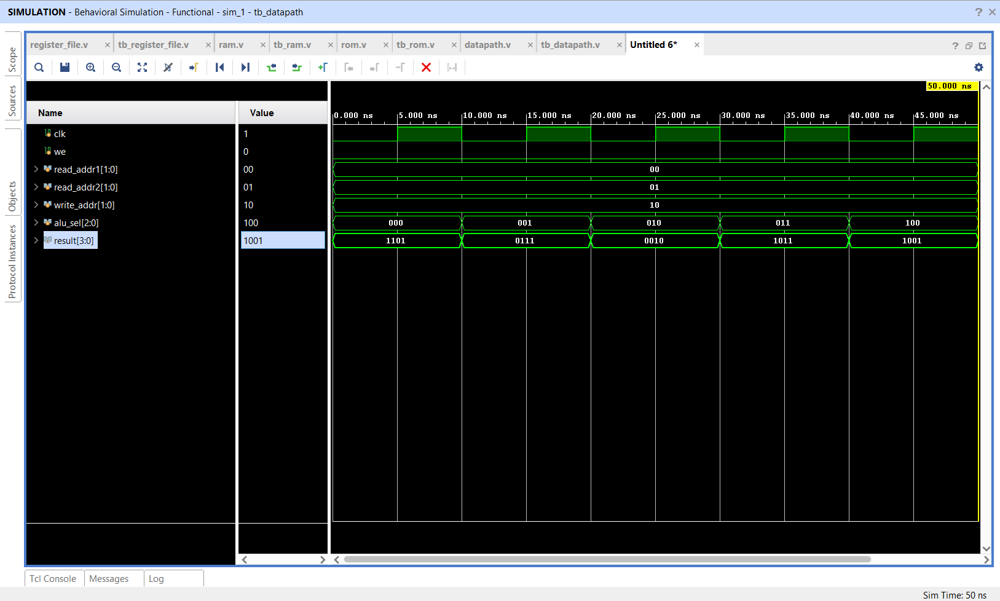 SIMULATION - Behavioral Simulation - Functional - sim_1 - tb_datapath
Scope
Sources
Objects
Protocol Instances
register_file.v
tb_register_file.v
ram.v
tb_ram.v
rom.v
tb_rom.v
datapath.v
tb_datapath.v
Untitled 6*
50.000 ns
Name Value
0.000 ns 5.000 ns 10.000 ns 15.000 ns 20.000 ns 25.000 ns 30.000 ns 35.000 ns 40.000 ns 45.000 ns
clk 1
we 0
read_addr1[1:0] 00 00
read_addr2[1:0] 01 01
write_addr[1:0] 10 10
alu_sel[2:0] 100 000 001 010 011 100
result[3:0] 1001 1101 0111 0010 1011 1001
Tcl Console Messages Log
Sim Time: 50 ns